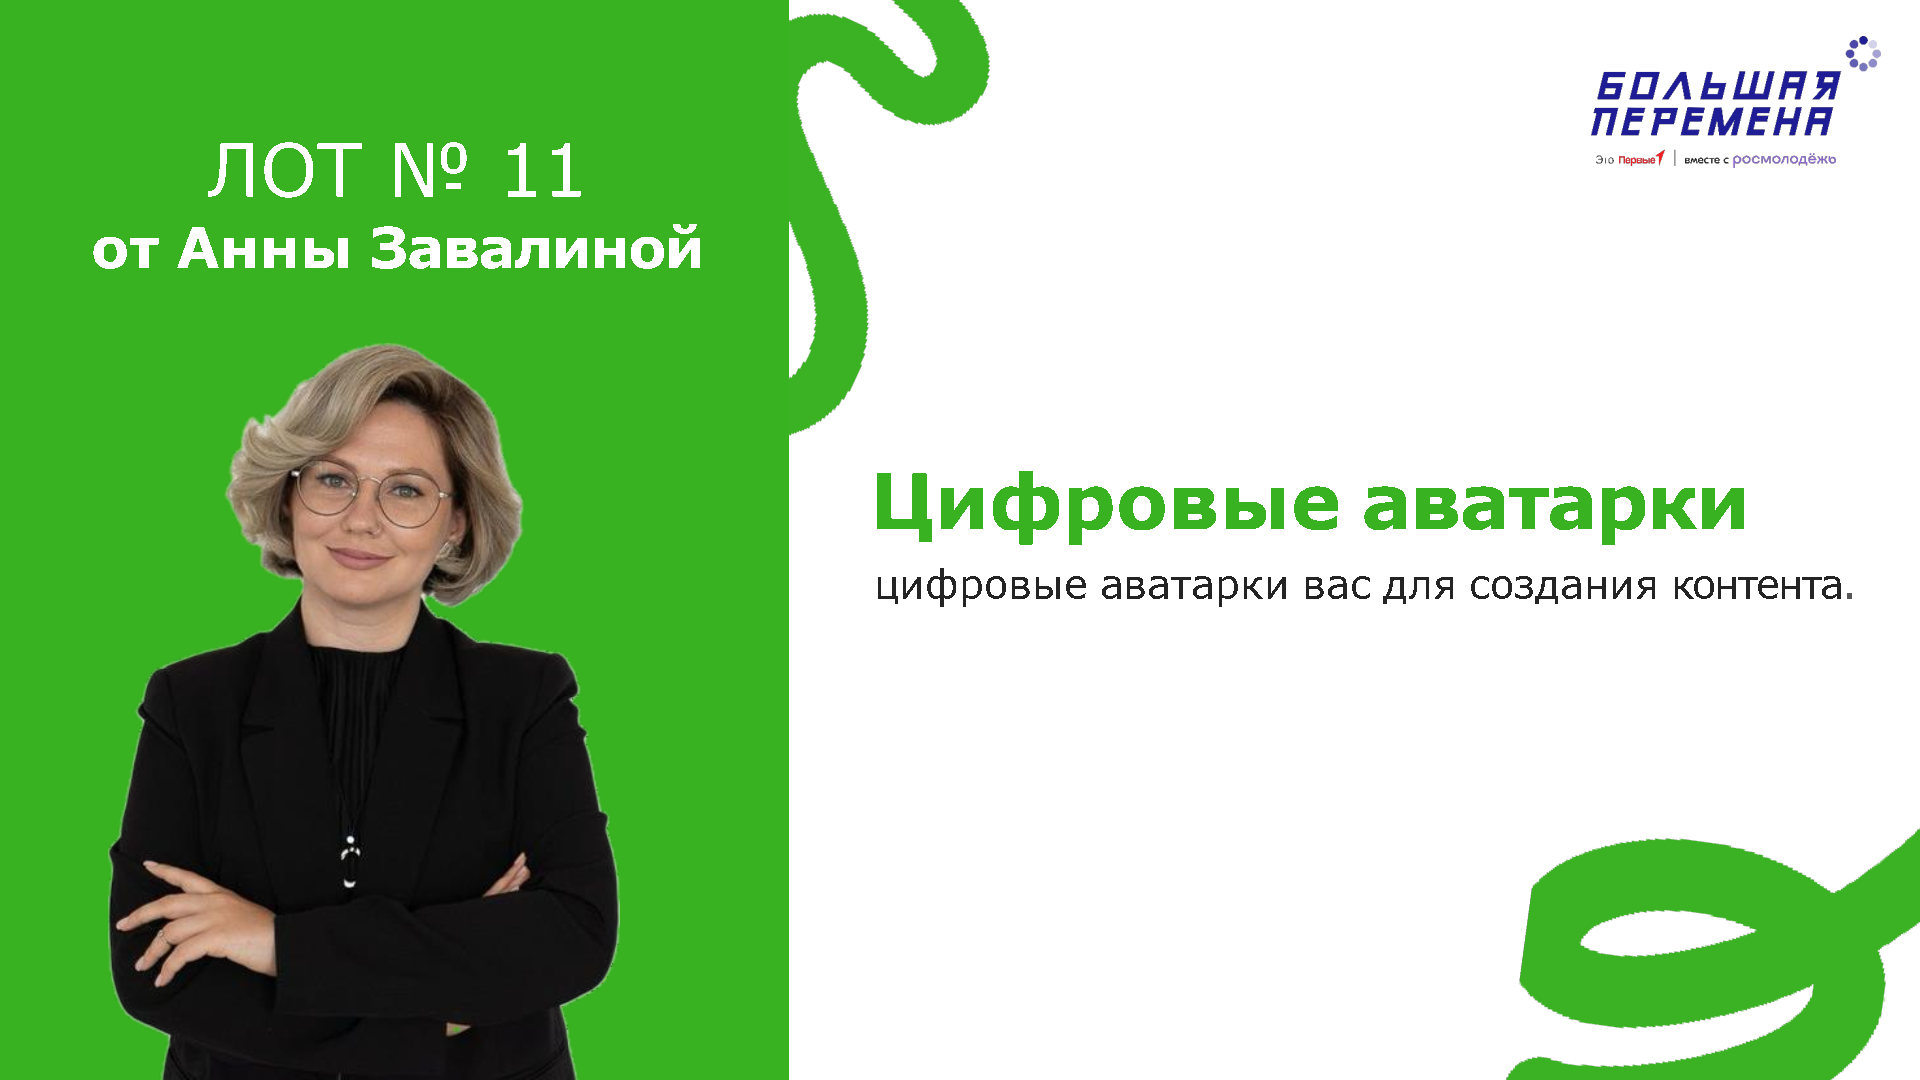 ЛОТ № 11
от Анны Завалиной
БОЛЬШАЯ
ПЕРЕМЕНА
Это Первые | вместе с росмолодёжь
Цифровые аватарки
цифровые аватарки вас для создания контента.